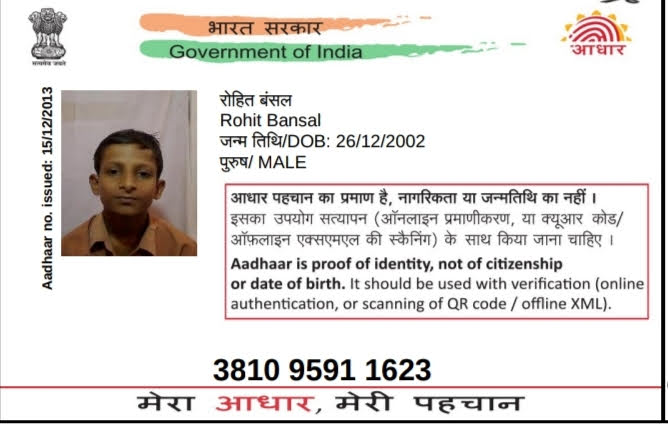 भारत सरकार
Government of India
सत्यमेव जयते
आधार
Aadhaar no. issued: 15/12/2013
रोहित बंसल
Rohit Bansal
जन्म तिथि/DOB: 26/12/2002
पुरुष/ MALE
आधार पहचान का प्रमाण है, नागरिकता या जन्मतिथि का नहीं ।
इसका उपयोग सत्यापन (ऑनलाइन प्रमाणीकरण, या क्यूआर कोड/
ऑफ़लाइन एक्सएमएल की स्कैनिंग) के साथ किया जाना चाहिए ।
Aadhaar is proof of identity, not of citizenship
or date of birth. It should be used with verification (online
authentication, or scanning of QR code / offline XML).
3810 9591 1623
मेरा आधार, मेरी पहचान